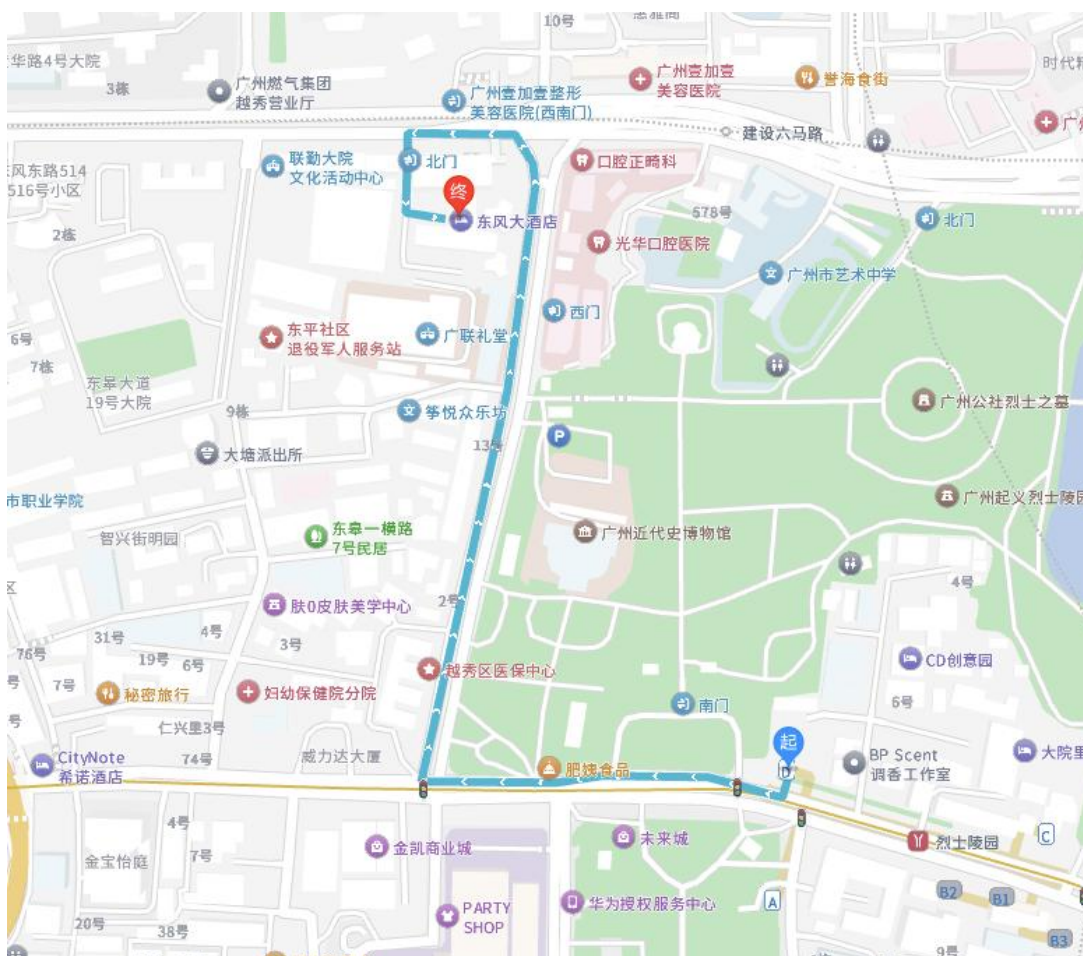 10号
华路4号大院
3栋
广州燃气集团
越秀营业厅
广州壹加壹整形
美容医院(西南门)
广州壹加壹
美容医院
誉海食街
时代精
广州
建设六马路
联勤大院
文化活动中心
北门
口腔正畸科
风东路514
516号小区
终
东风大酒店
578号
北门
2栋
光华口腔医院
广州市艺术中学
西门
6号
7栋
东平社区
退役军人服务站
广联礼堂
东皋大道
19号大院
9栋
筝悦众乐坊
广州公社烈士之墓
P
13号
大塘派出所
市职业学院
广州起义烈士陵园
智兴街明园
东皋一横路
7号民居
广州近代史博物馆
4号
区
肤0皮肤美学中心
2号
31号
4号
3号
76号
19号
6号
越秀区医保中心
CD创意园
号
7号
秘密旅行
妇幼保健院分院
南门
6号
号
仁兴里3号
起
CityNote
希诺酒店
74号
威力达大厦
肥姨食品
D
BP Scent
调香工作室
大院里
4号
7号
金宝怡庭
金凯商业城
未来城
烈士陵园
C
B2
B1
20号
38号
PARTY
SHOP
华为授权服务中心
A
B3
9号